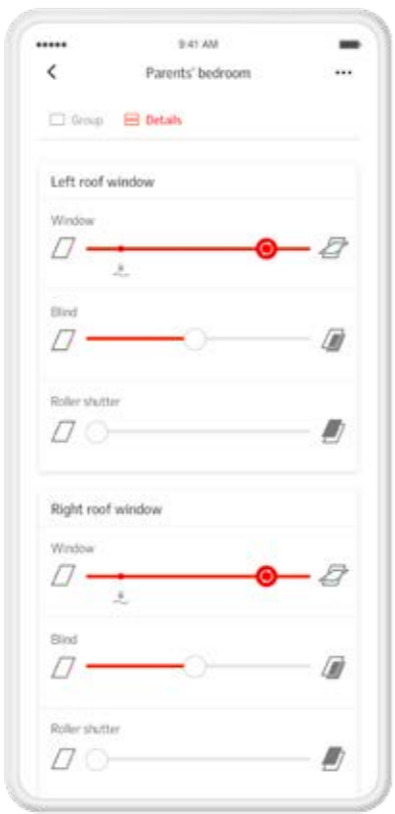 9:41 AM
Parents' bedroom
Group
Details
Left roof window
Window
Blind
Roller shutter
Right roof window
Window
Blind
Roller shutter